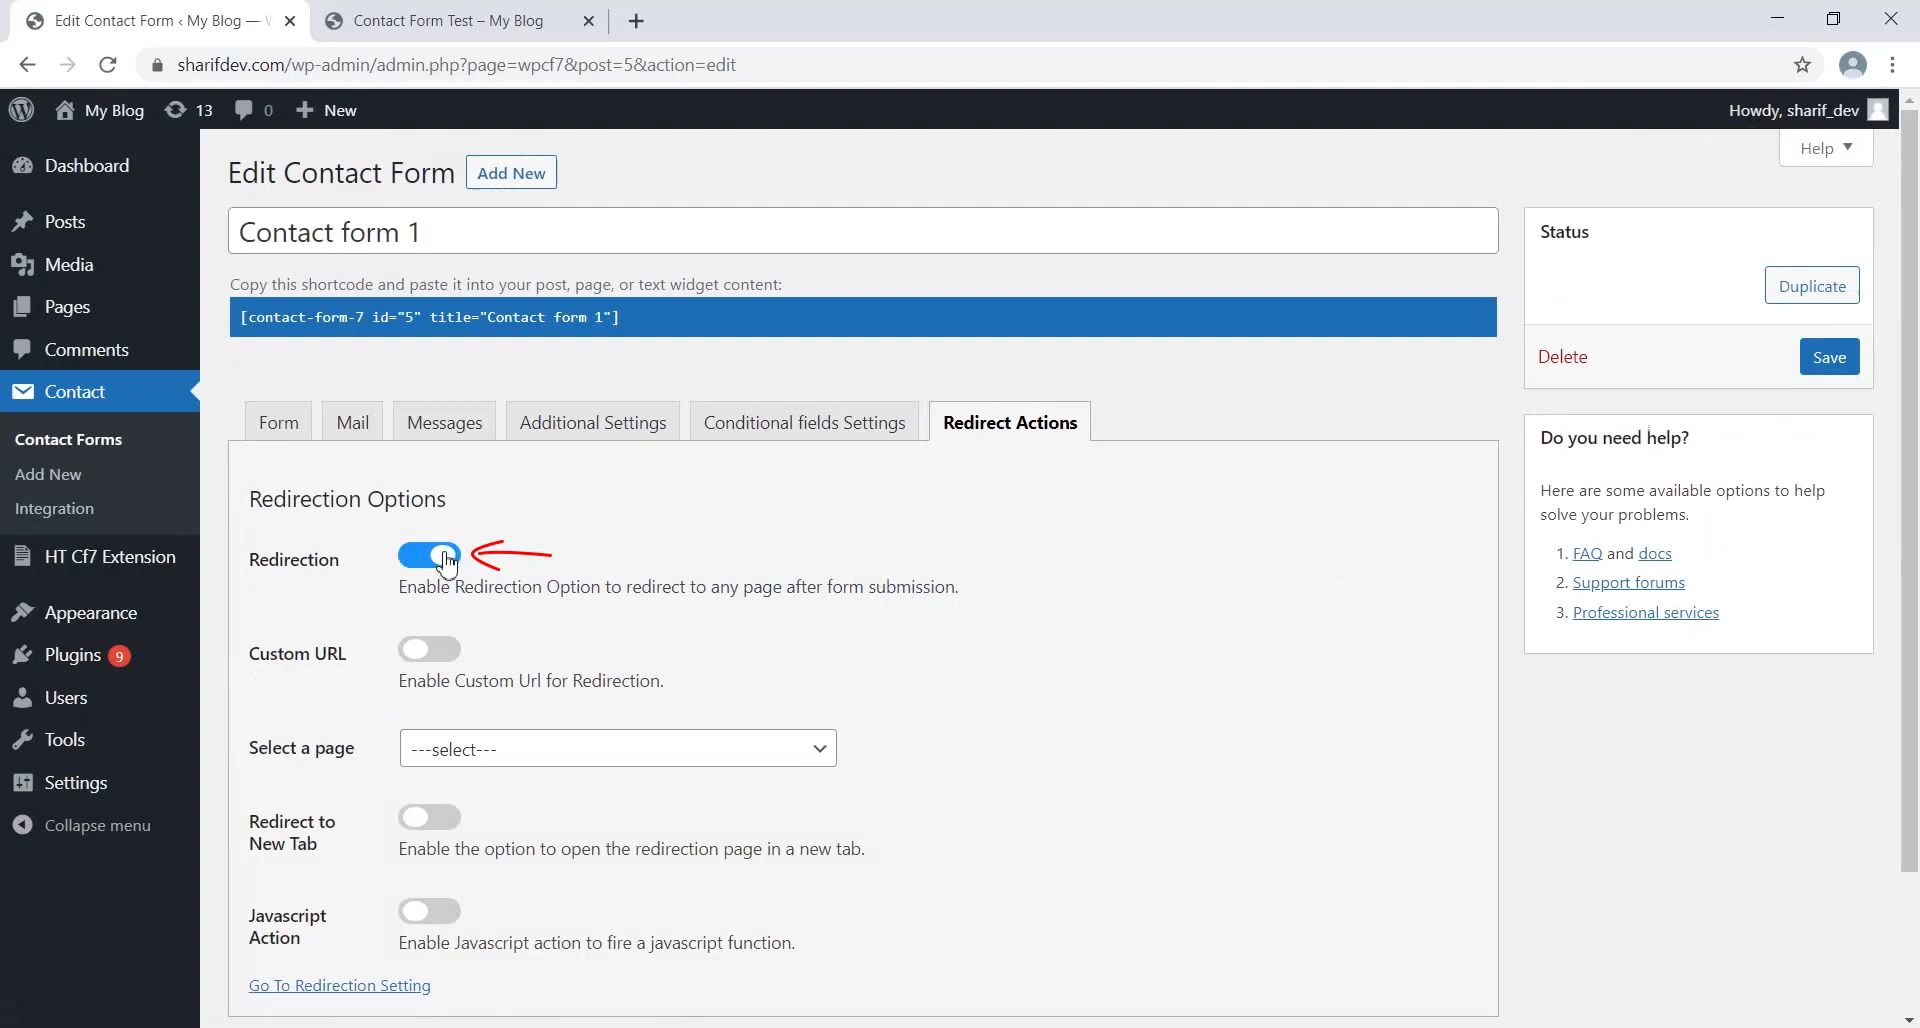 Edit Contact Form ‹ My Blog —
Contact Form Test – My Blog
sharifdev.com/wp-admin/admin.php?page=wpcf7&post=5&action=edit
My Blog
13
0
New
Howdy, sharif_dev
Dashboard
Posts
Media
Pages
Comments
Contact
Contact Forms
Add New
Integration
HT Cf7 Extension
Appearance
Plugins 9
Users
Tools
Settings
Collapse menu
Help
Edit Contact Form
Add New
Contact form 1
Copy this shortcode and paste it into your post, page, or text widget content:
[contact-form-7 id="5" title="Contact form 1"]
Form
Mail
Messages
Additional Settings
Conditional fields Settings
Redirect Actions
Redirection Options
Redirection
Enable Redirection Option to redirect to any page after form submission.
Custom URL
Enable Custom Url for Redirection.
Select a page
---select---
Redirect to
New Tab
Enable the option to open the redirection page in a new tab.
Javascript
Action
Enable Javascript action to fire a javascript function.
Go To Redirection Setting
Status
Duplicate
Delete
Save
Do you need help?
Here are some available options to help
solve your problems.
1. FAQ and docs
2. Support forums
3. Professional services